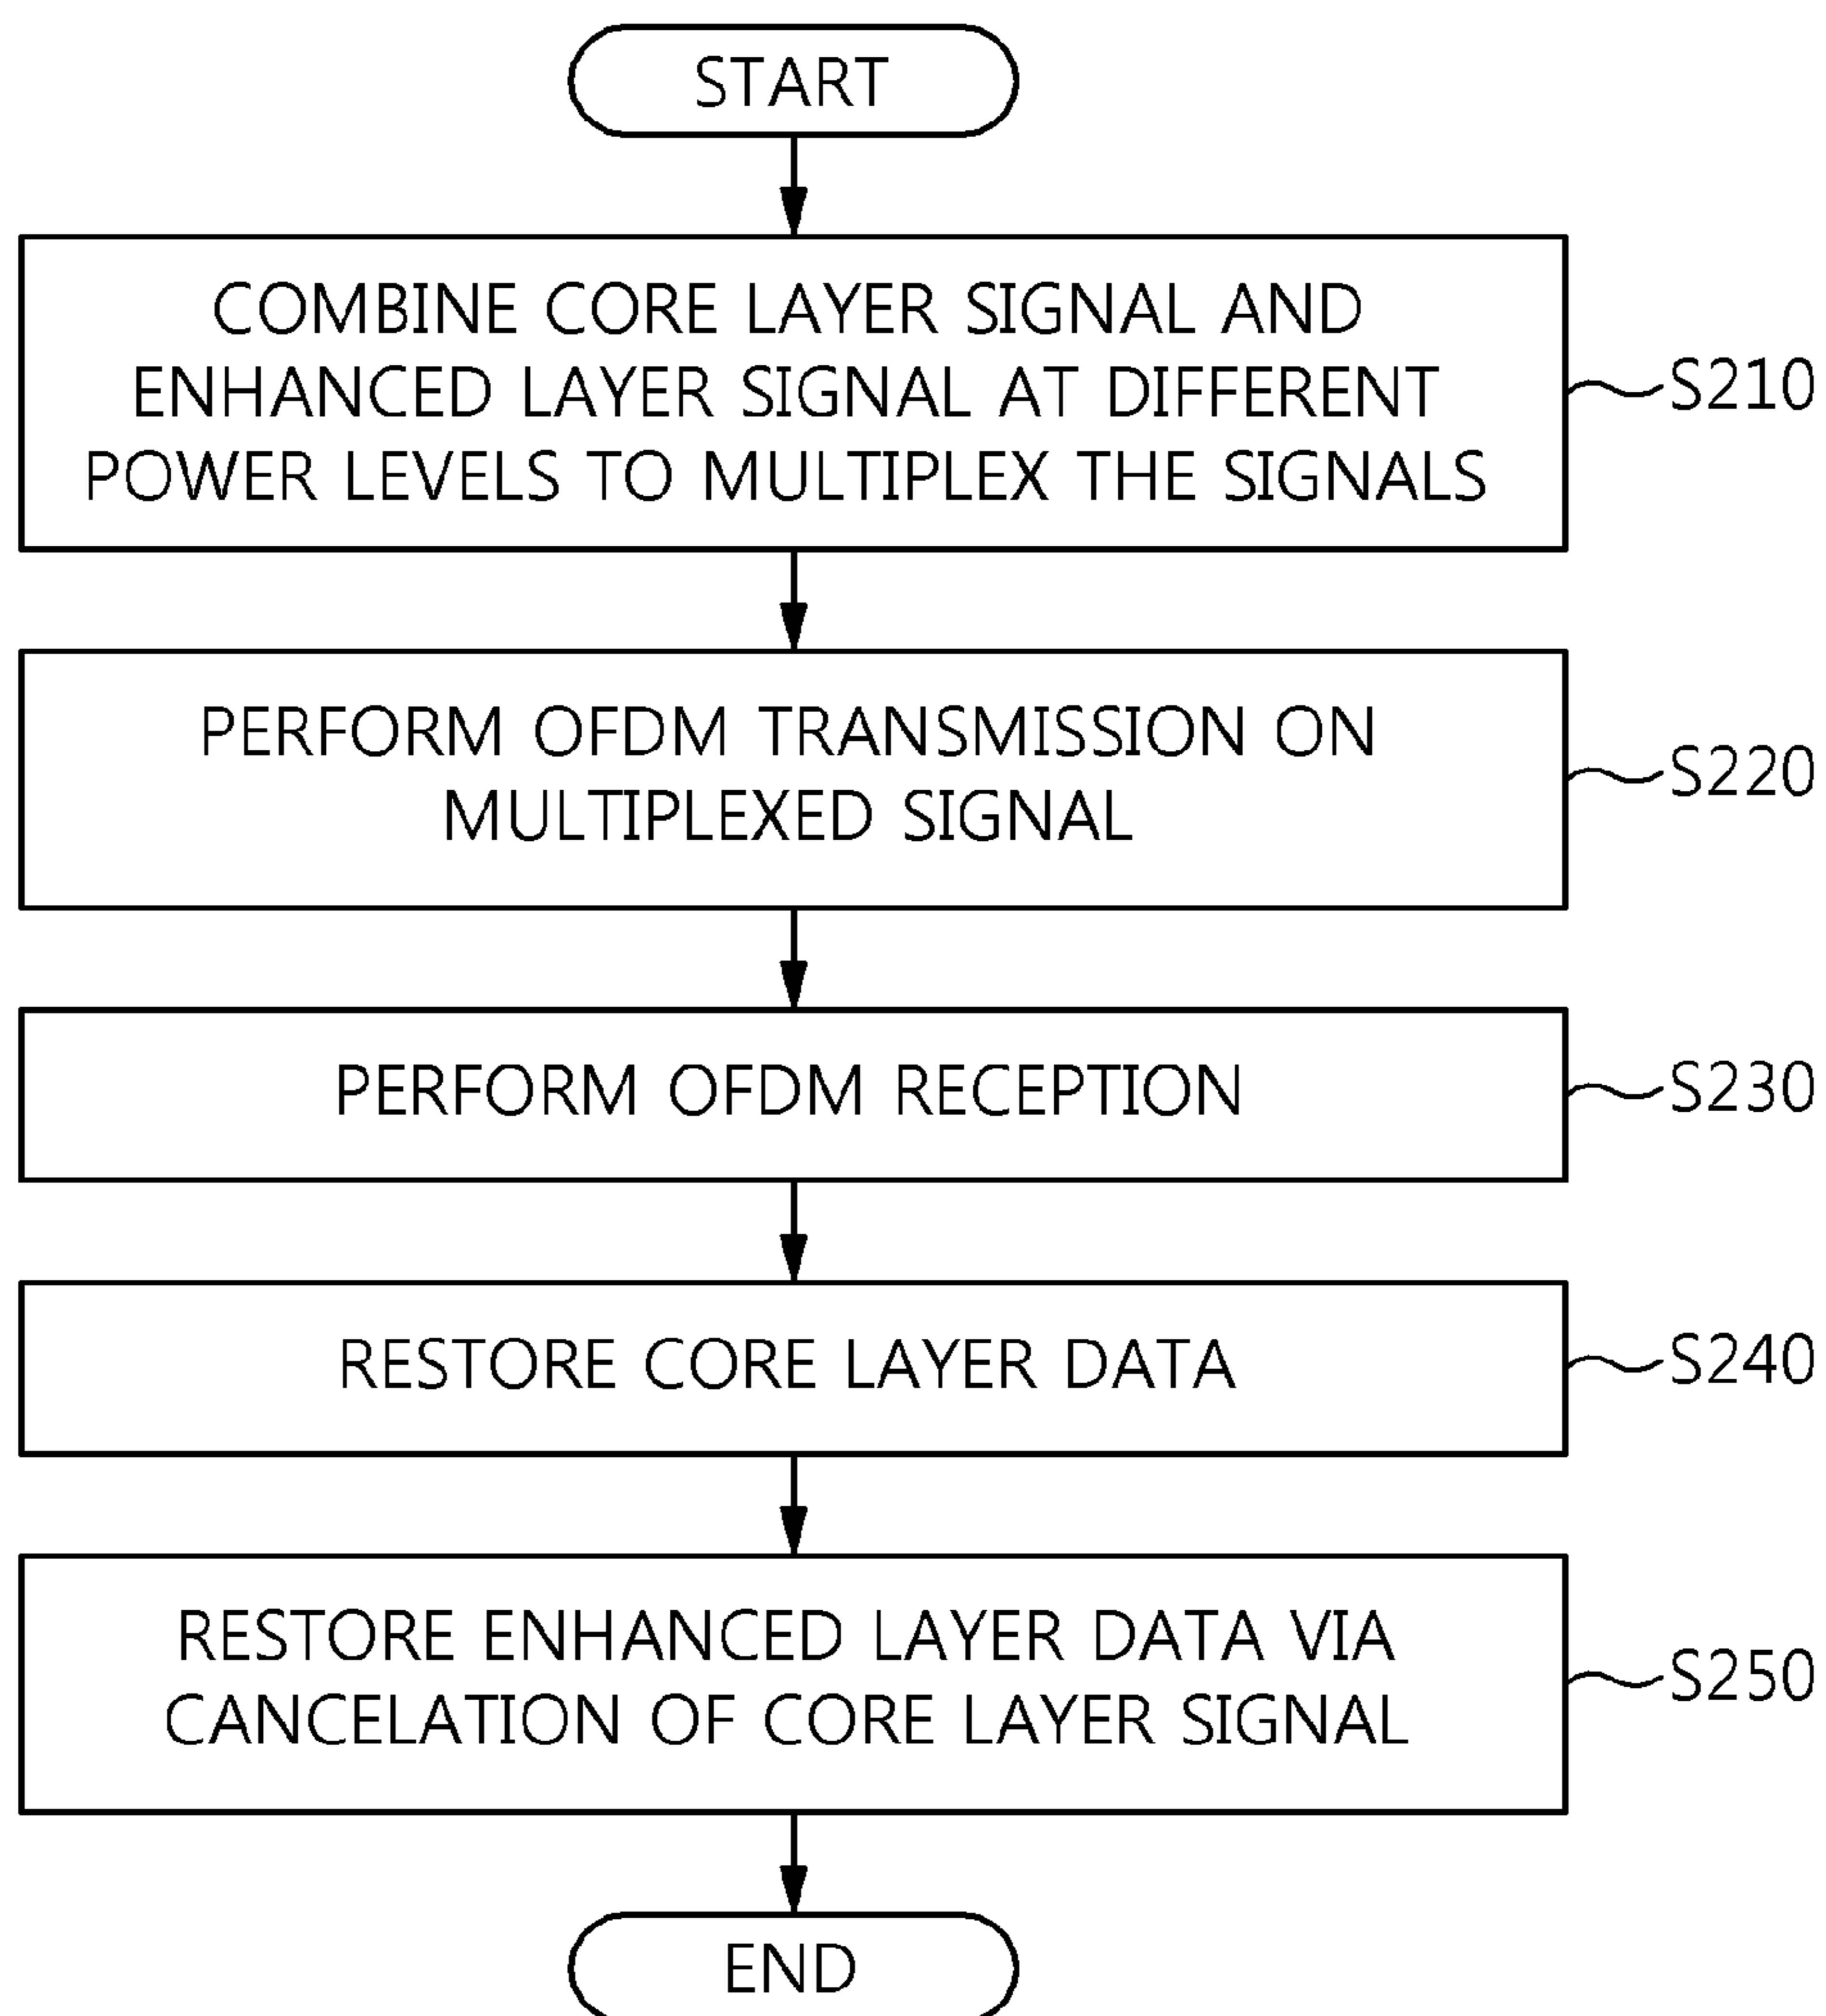 START
COMBINE CORE LAYER SIGNAL AND
ENHANCED LAYER SIGNAL AT DIFFERENT
POWER LEVELS TO MULTIPLEX THE SIGNALS
S210
PERFORM OFDM TRANSMISSION ON
MULTIPLEXED SIGNAL
S220
PERFORM OFDM RECEPTION
S230
RESTORE CORE LAYER DATA
S240
RESTORE ENHANCED LAYER DATA VIA
CANCELATION OF CORE LAYER SIGNAL
S250
END